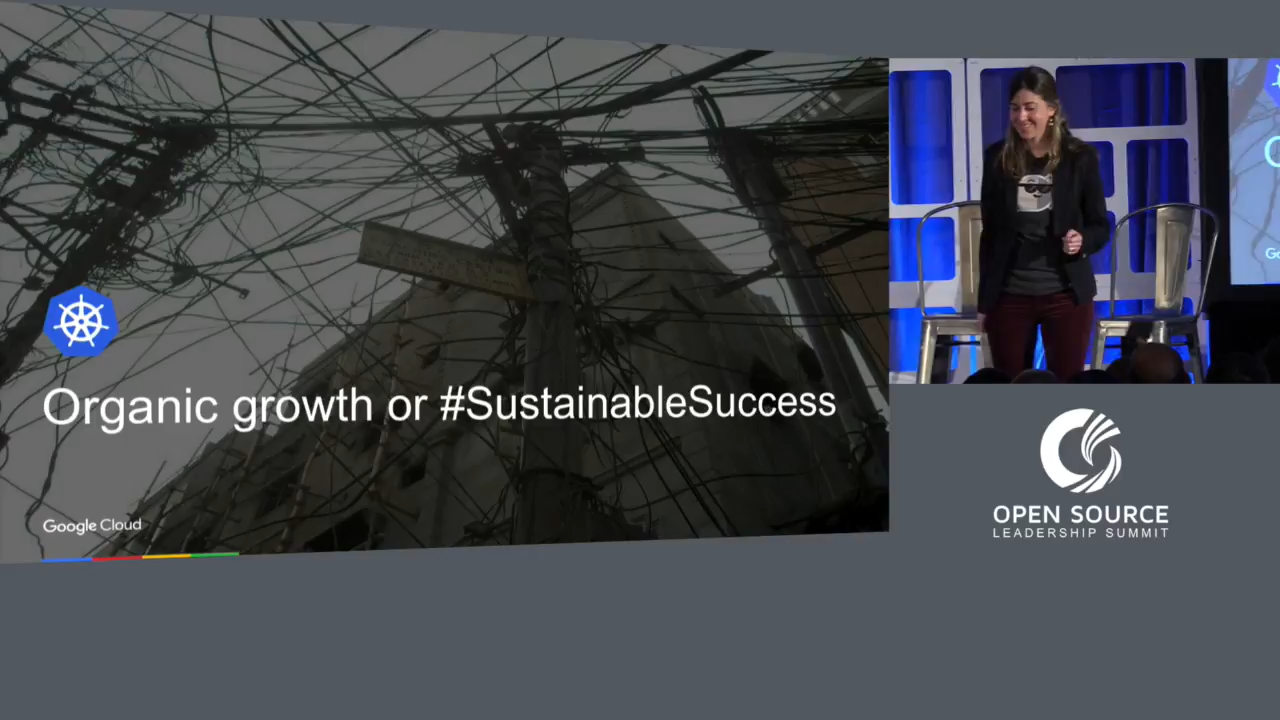 Organic growth or #SustainableSuccess
Google Cloud
OPEN SOURCE
LEADERSHIP SUMMIT